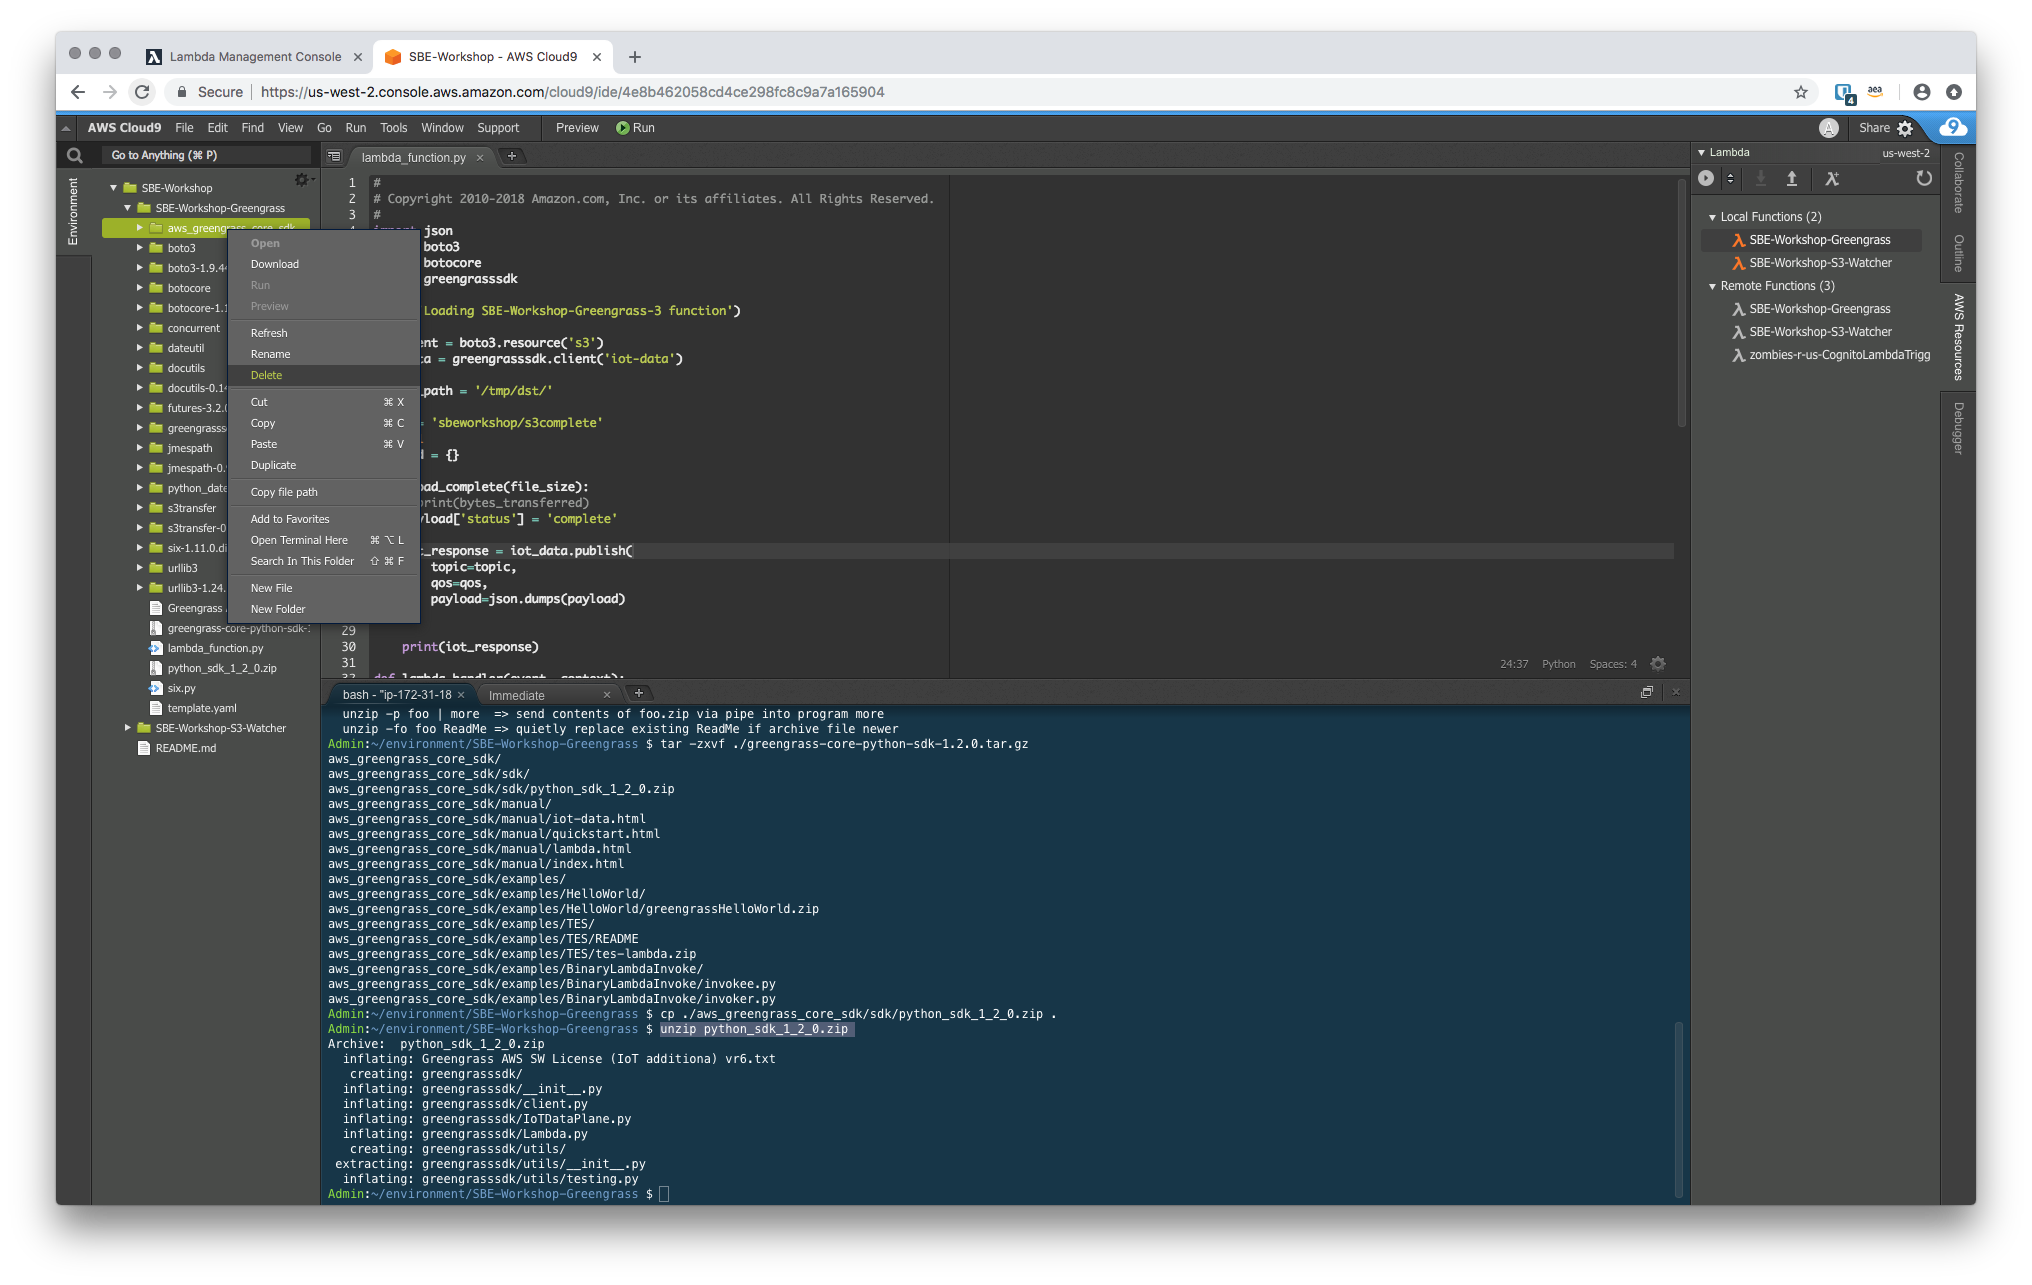 Lambda Management Console
SBE-Workshop - AWS Cloud9
Secure
https://us-west-2.console.aws.amazon.com/cloud9/ide/4e8b462058cd4ce298fc8c9a7a165904
4
aea
AWS Cloud9 File Edit Find View Go Run Tools Window Support Preview Run
A
Share
9
Go to Anything (⌘ P)
Environment
SBE-Workshop
SBE-Workshop-Greengrass
aws_greengrass_core_sdk
boto3
boto3-1.9.4
botocore
botocore-1.1
concurrent
dateutil
docutils
docutils-0.14
futures-3.2.0
greengrasss
jmespath
jmespath-0.
python_date
s3transfer
s3transfer-0
six-1.11.0.di
urllib3
urllib3-1.24.
Greengrass
greengrass-core-python-sdk-
lambda_function.py
python_sdk_1_2_0.zip
six.py
template.yaml
SBE-Workshop-S3-Watcher
README.md
Open
Download
Run
Preview
Refresh
Rename
Delete
Cut ⌘ X
Copy ⌘ C
Paste ⌘ V
Duplicate
Copy file path
Add to Favorites
Open Terminal Here ⌘ ⌥ L
Search In This Folder ⇧ ⌘ F
New File
New Folder
lambda_function.py
1 #
2 # Copyright 2010-2018 Amazon.com, Inc. or its affiliates. All Rights Reserved.
3 #
json
boto3
botocore
greengrasssdk
Loading SBE-Workshop-Greengrass-3 function')
ent = boto3.resource('s3')
ta = greengrasssdk.client('iot-data')
_path = '/tmp/dst/'
= 'sbeworkshop/s3complete'
d = {}
oad_complete(file_size):
print(bytes_transferred)
yload['status'] = 'complete'
t_response = iot_data.publish(
topic=topic,
qos=qos,
payload=json.dumps(payload)
29
30 print(iot_response)
31
32 def lambda_handler(event, context):
24:37 Python Spaces: 4
bash - "ip-172-31-18
Immediate
unzip -p foo | more => send contents of foo.zip via pipe into program more
unzip -fo foo ReadMe => quietly replace existing ReadMe if archive file newer
Admin:~/environment/SBE-Workshop-Greengrass $ tar -zxvf ./greengrass-core-python-sdk-1.2.0.tar.gz
aws_greengrass_core_sdk/
aws_greengrass_core_sdk/sdk/
aws_greengrass_core_sdk/sdk/python_sdk_1_2_0.zip
aws_greengrass_core_sdk/manual/
aws_greengrass_core_sdk/manual/iot-data.html
aws_greengrass_core_sdk/manual/quickstart.html
aws_greengrass_core_sdk/manual/lambda.html
aws_greengrass_core_sdk/manual/index.html
aws_greengrass_core_sdk/examples/
aws_greengrass_core_sdk/examples/HelloWorld/
aws_greengrass_core_sdk/examples/HelloWorld/greengrassHelloWorld.zip
aws_greengrass_core_sdk/examples/TES/
aws_greengrass_core_sdk/examples/TES/README
aws_greengrass_core_sdk/examples/TES/tes-lambda.zip
aws_greengrass_core_sdk/examples/BinaryLambdaInvoke/
aws_greengrass_core_sdk/examples/BinaryLambdaInvoke/invokee.py
aws_greengrass_core_sdk/examples/BinaryLambdaInvoke/invoker.py
Admin:~/environment/SBE-Workshop-Greengrass $ cp ./aws_greengrass_core_sdk/sdk/python_sdk_1_2_0.zip .
Admin:~/environment/SBE-Workshop-Greengrass $ unzip python_sdk_1_2_0.zip
Archive: python_sdk_1_2_0.zip
inflating: Greengrass AWS SW License (IoT additiona) vr6.txt
creating: greengrasssdk/
inflating: greengrasssdk/__init__.py
inflating: greengrasssdk/client.py
inflating: greengrasssdk/IoTDataPlane.py
inflating: greengrasssdk/Lambda.py
creating: greengrasssdk/utils/
extracting: greengrasssdk/utils/__init__.py
inflating: greengrasssdk/utils/testing.py
Admin:~/environment/SBE-Workshop-Greengrass $
Lambda us-west-2
Local Functions (2)
SBE-Workshop-Greengrass
SBE-Workshop-S3-Watcher
Remote Functions (3)
SBE-Workshop-Greengrass
SBE-Workshop-S3-Watcher
zombies-r-us-CognitoLambdaTrigg
Collaborate
Outline
AWS Resources
Debugger